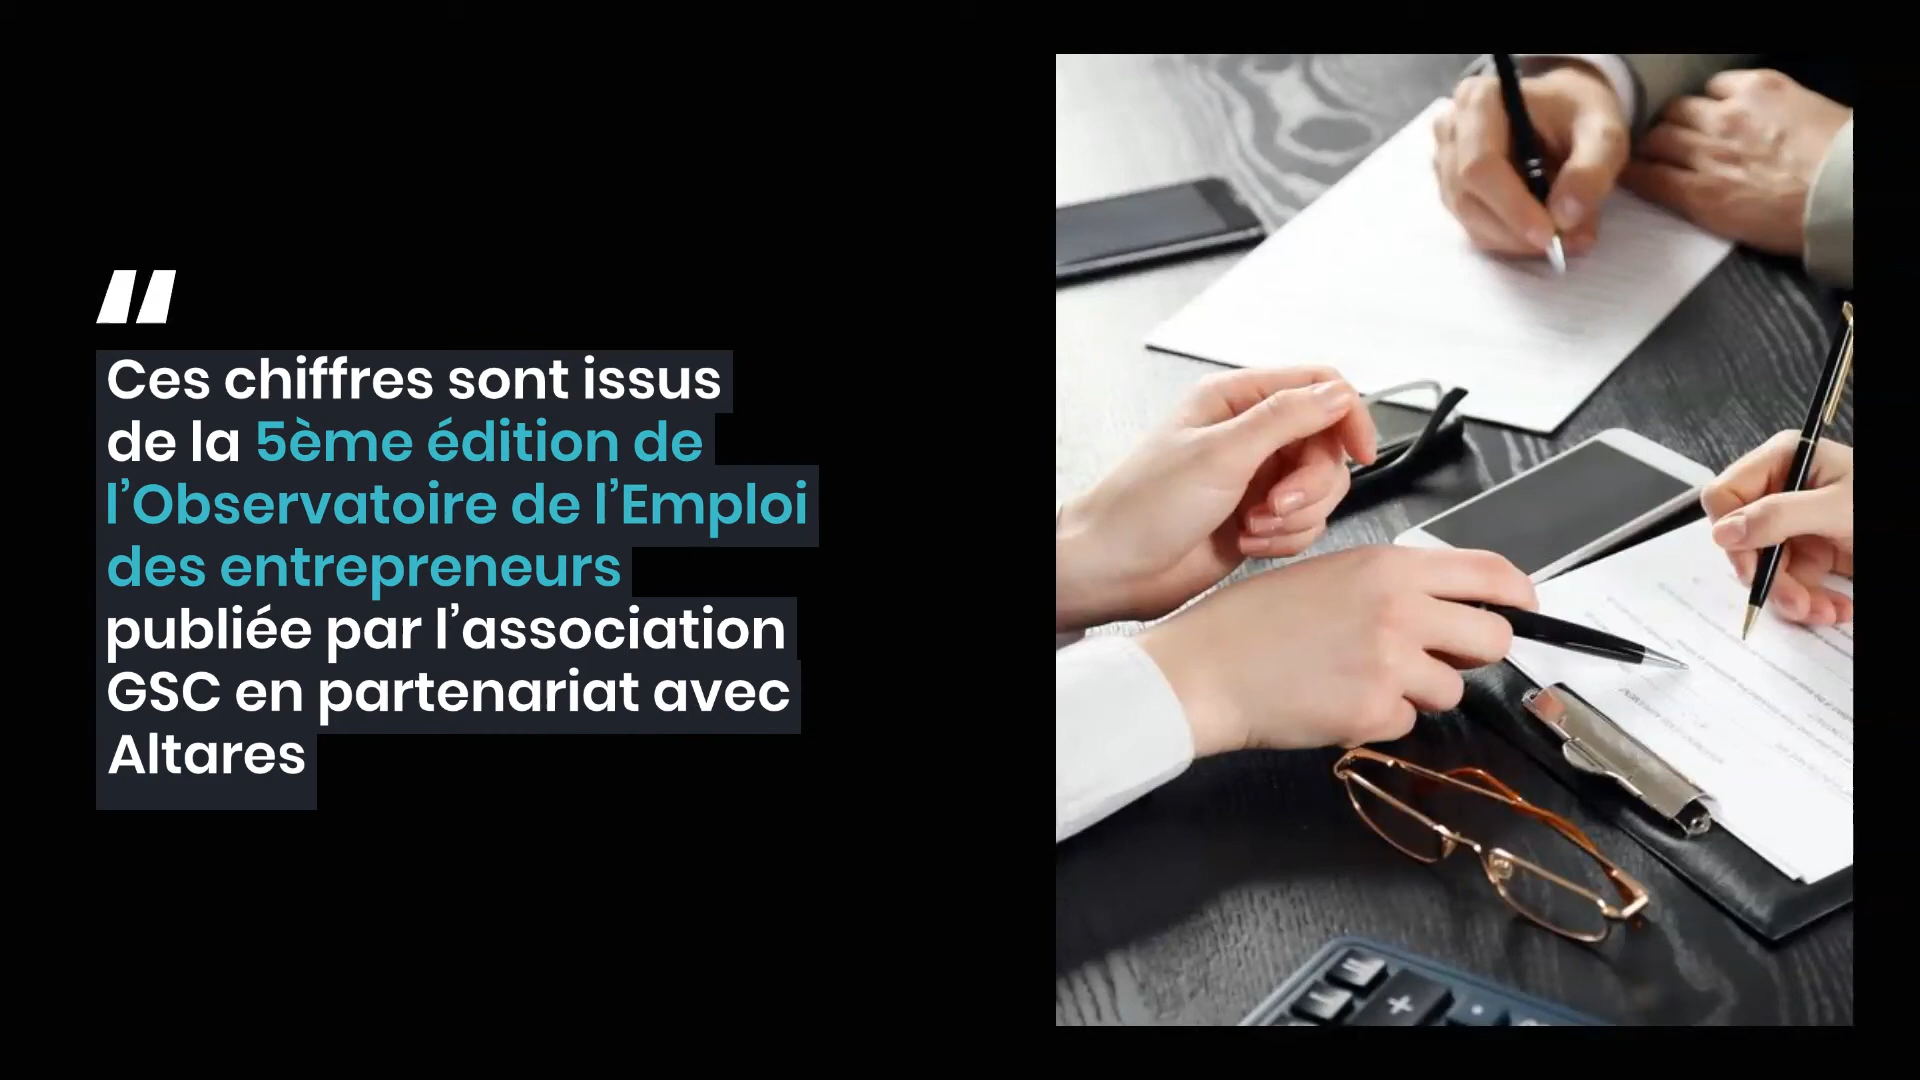 Ces chiffres sont issus
de la 5ème édition de
l’Observatoire de l’Emploi
des entrepreneurs
publiée par l’association
GSC en partenariat avec
Altares